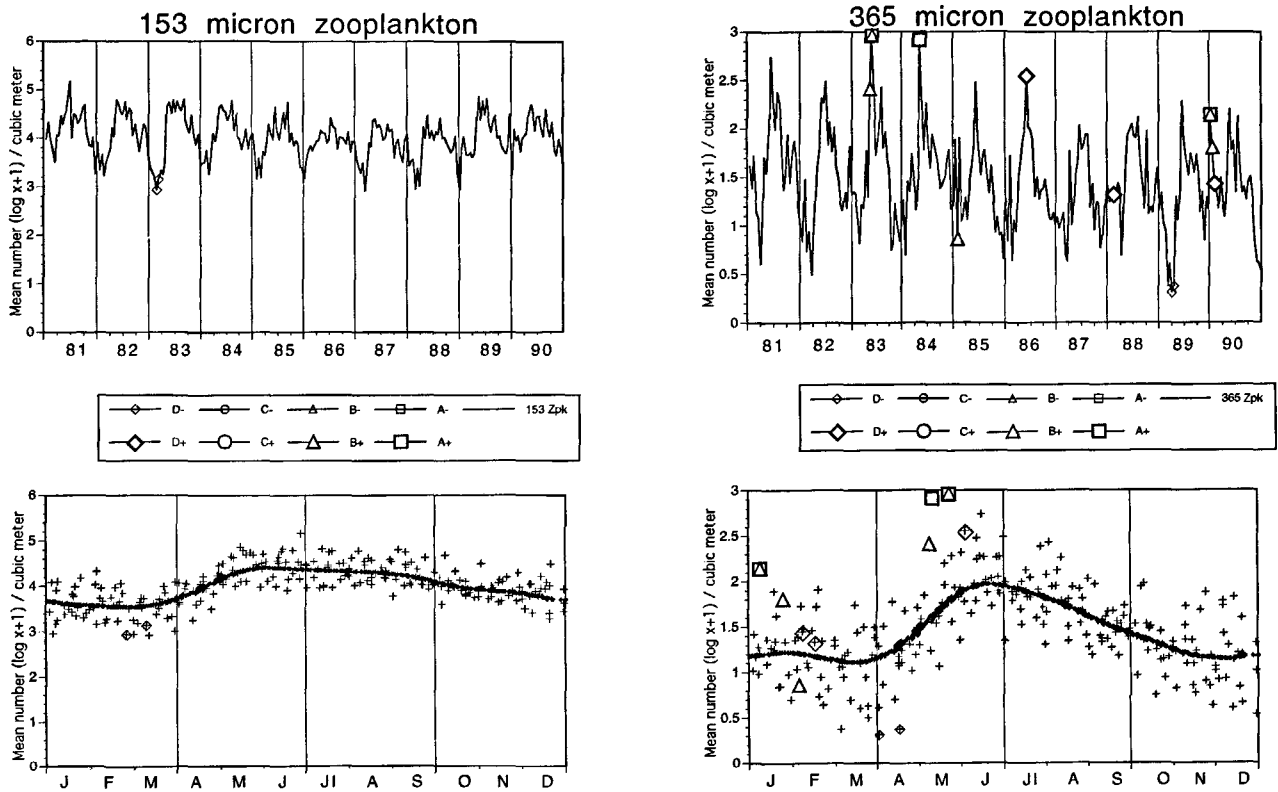 153 micron zooplankton
Mean number (log x+1) / cubic meter
6
5
4
3
2
1
0
81 82 83 84 85 86 87 88 89 90
D- C- B- A- 153 Zpk
D+ C+ B+ A+
Mean number (log x+1) / cubic meter
6
5
4
3
2
1
0
J F M A M J Jl A S O N D
365 micron zooplankton
Mean number (log x+1) / cubic meter
3
2.5
2
1.5
1
0.5
0
81 82 83 84 85 86 87 88 89 90
D- C- B- A- 365 Zpk
D+ C+ B+ A+
Mean number (log x+1) / cubic meter
3
2.5
2
1.5
1
0.5
0
J F M A M J Jl A S O N D